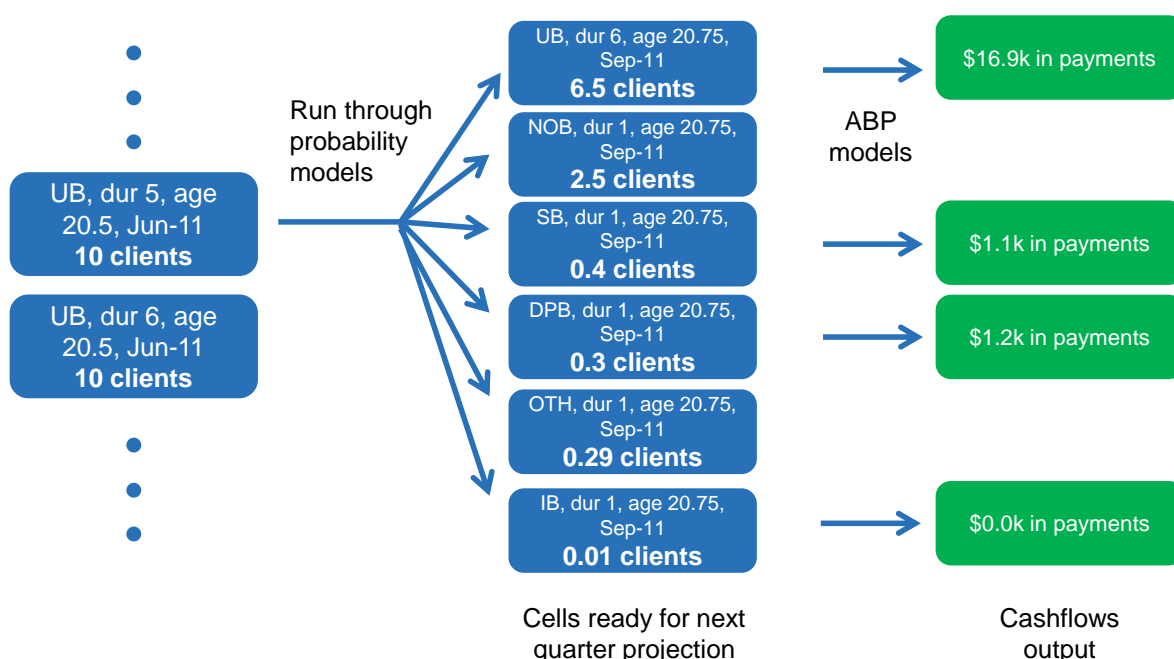 Run through
probability
models
UB, dur 5, age
20.5, Jun-11
10 clients
UB, dur 6, age
20.5, Jun-11
10 clients
UB, dur 6, age 20.75,
Sep-11
6.5 clients
NOB, dur 1, age 20.75,
Sep-11
2.5 clients
SB, dur 1, age 20.75,
Sep-11
0.4 clients
DPB, dur 1, age 20.75,
Sep-11
0.3 clients
OTH, dur 1, age 20.75,
Sep-11
0.29 clients
IB, dur 1, age 20.75,
Sep-11
0.01 clients
Cells ready for next
quarter projection
ABP
models
$16.9k in payments
$1.1k in payments
$1.2k in payments
$0.0k in payments
Cashflows
output